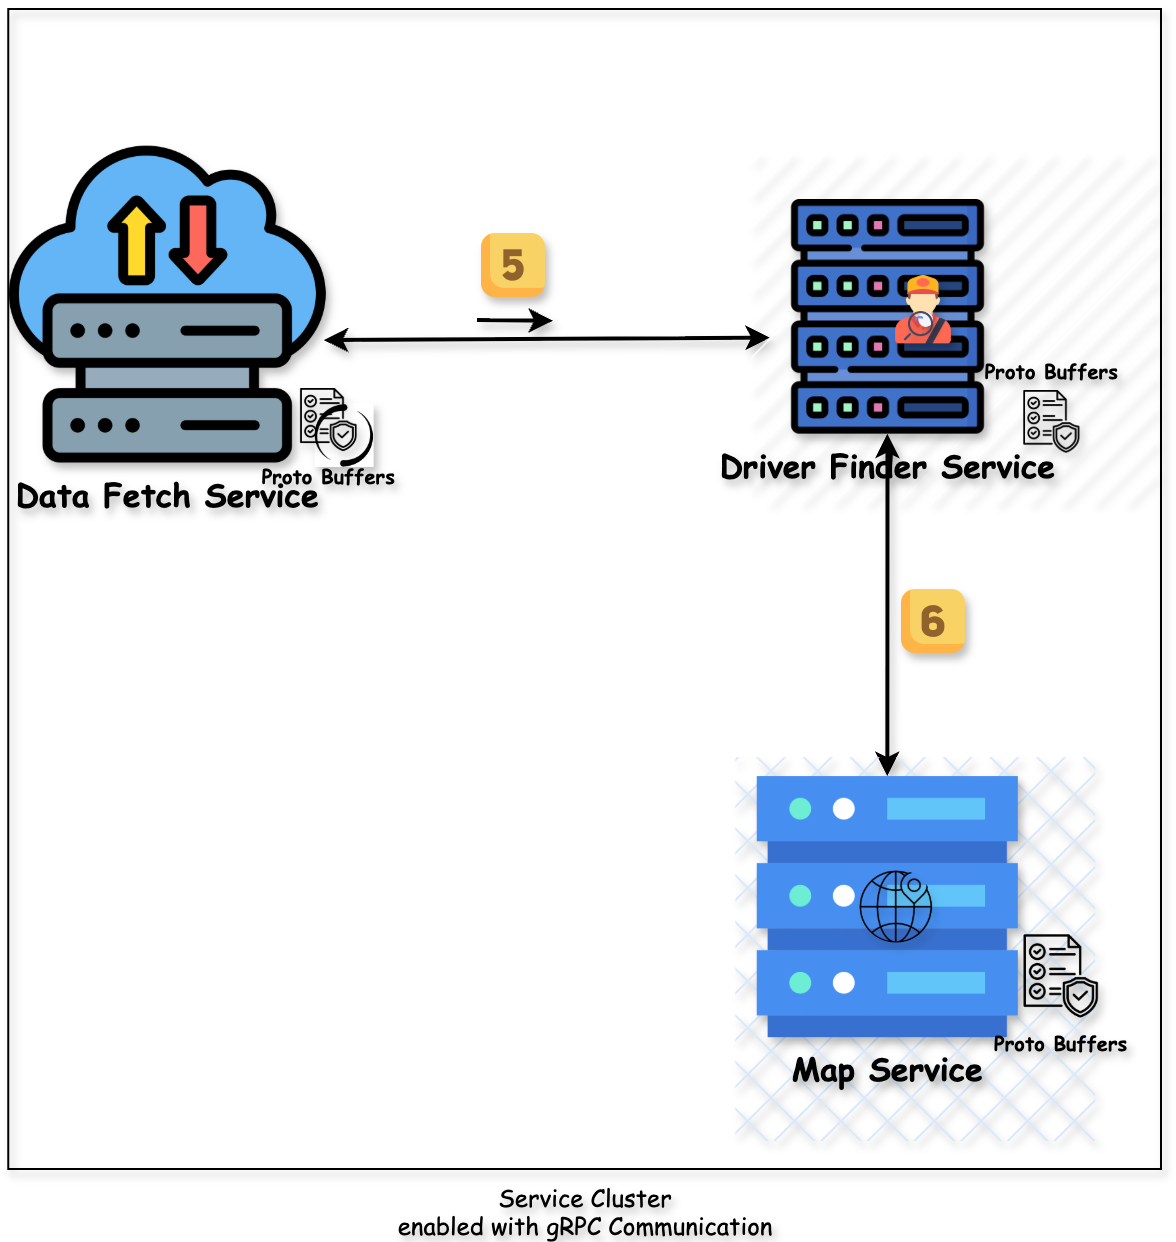 5
Proto Buffers
Driver Finder Service
Proto Buffers
Data Fetch Service
6
Proto Buffers
Map Service
Service Cluster
enabled with gRPC Communication